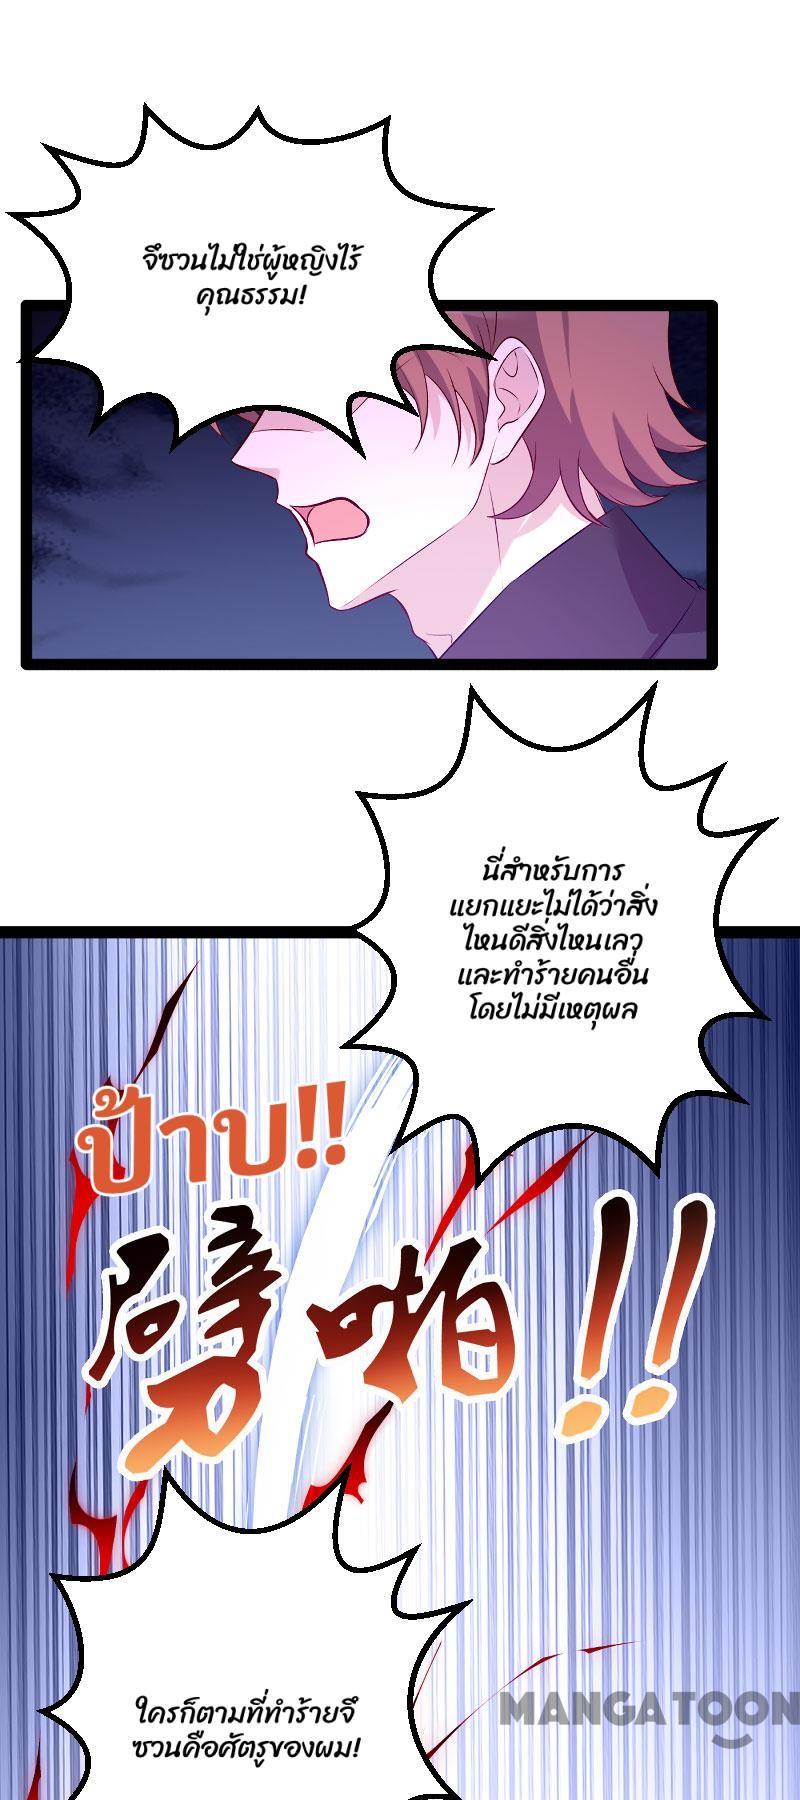 จึซวนไม่ใช่ผู้หญิงไร้
คุณธรรม!
นี่สำหรับการ
แยกแยะไม่ได้ว่าสิ่ง
ไหนดีสิ่งไหนเลว
และทำร้ายคนอื่น
โดยไม่มีเหตุผล
ป้าบ!!
劈啪!!
ใครก็ตามที่ทำร้ายจึ
ซวนคือศัตรูของผม!
MANGATOON